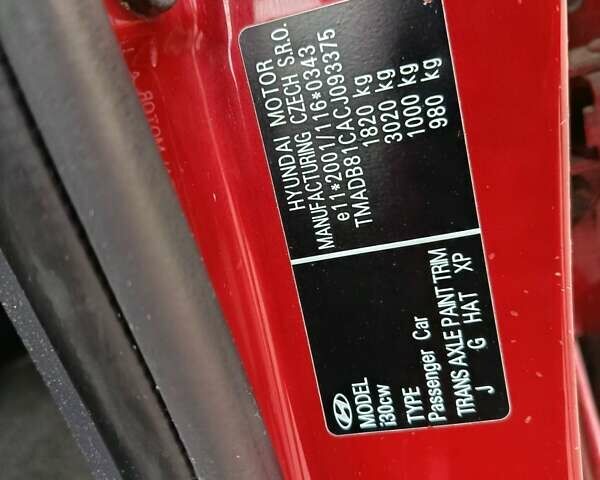 HYUNDAI MOTOR
MANUFACTURING CZECH S.R.O.
e11*2001/116*0343
TMADB81CACJ093375
1820 kg
3020 kg
1000 kg
980 kg
MODEL
i30cw
TYPE
Passenger Car
TRANS AXLE PAINT TRIM
J G HAT XP